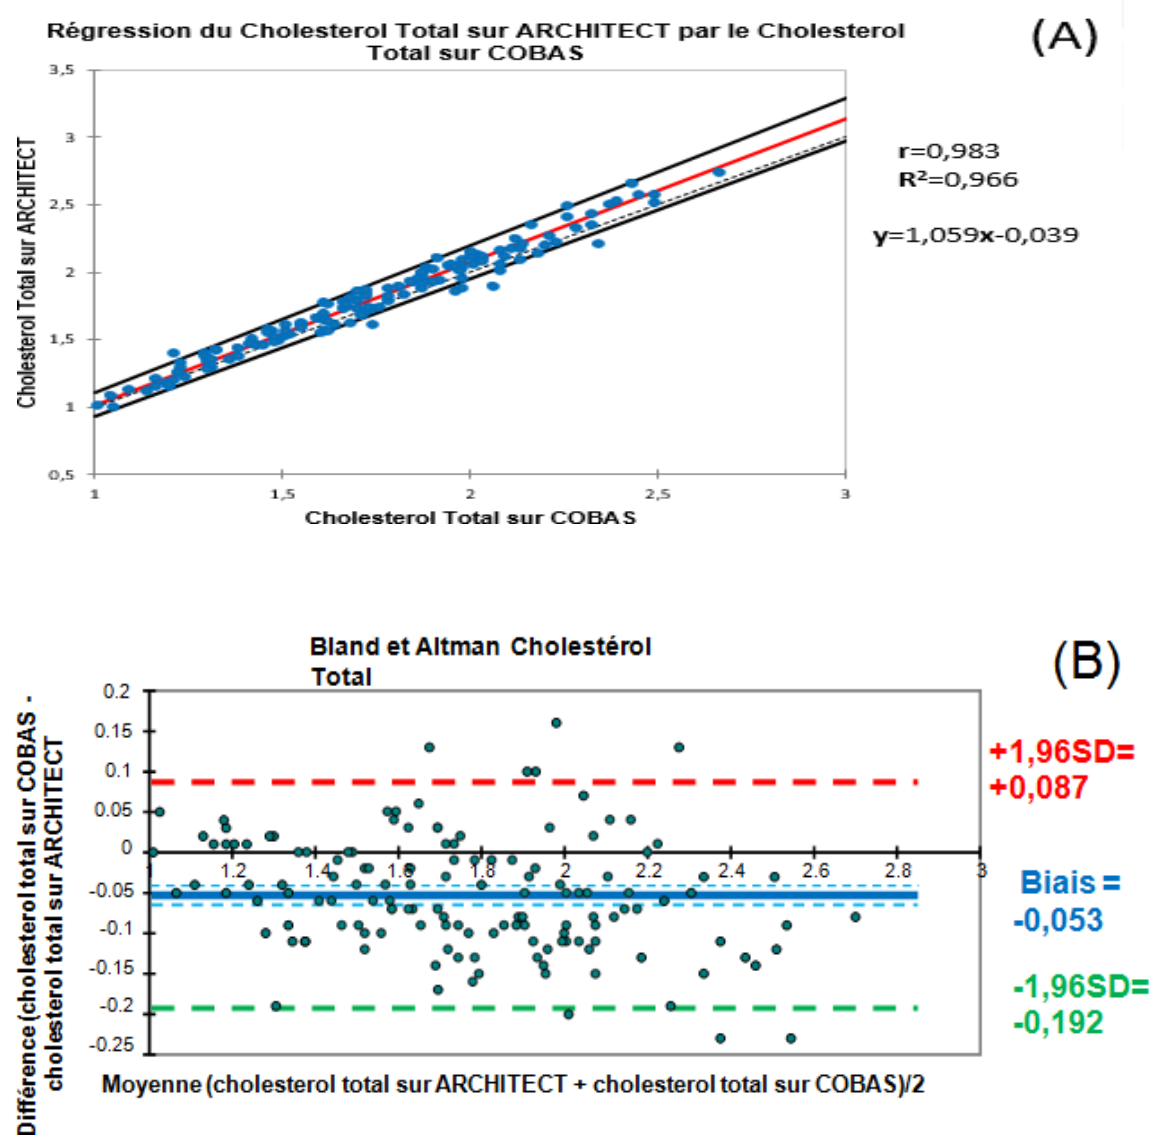 Régression du Cholesterol Total sur ARCHITECT par le Cholesterol
Total sur COBAS
(A)
Cholesterol Total sur ARCHITECT
3,5
3
2,5
2
1,5
1
0,5
1
1,5
2
2,5
3
Cholesterol Total sur COBAS
r=0,983
R²=0,966
y=1,059x-0,039
Bland et Altman Cholestérol
Total
(B)
Différence (cholesterol total sur COBAS -
cholesterol total sur ARCHITECT
0.2
0.15
0.1
0.05
0
-0.05
-0.1
-0.15
-0.2
-0.25
1
1.2
1.4
1.6
1.8
2
2.2
2.4
2.6
2.8
3
+1,96SD=
+0,087
Biais =
-0,053
-1,96SD=
-0,192
Moyenne (cholesterol total sur ARCHITECT + cholesterol total sur COBAS)/2